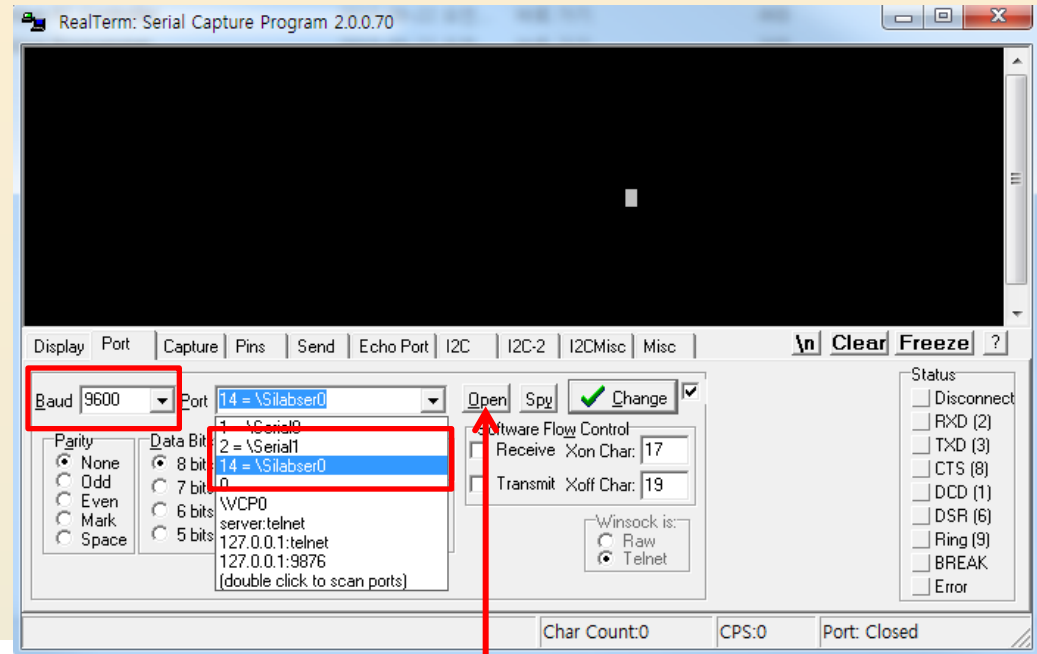 RealTerm: Serial Capture Program 2.0.0.70
Display Port Capture Pins Send Echo Port I2C I2C-2 I2CMisc Misc \n Clear Freeze ?
Baud 9600 Port 14 = \Silabser0 Open Spy Change
1 = \Serial0
2 = \Serial1
14 = \Silabser0
0
\VCP0
server:telnet
127.0.0.1:telnet
127.0.0.1:9876
(double click to scan ports)
Parity
None
Odd
Even
Mark
Space
Data Bits
8 bits
7 bits
6 bits
5 bits
Software Flow Control
Receive Xon Char: 17
Transmit Xoff Char: 19
Winsock is:
Raw
Telnet
Status
Disconnect
RXD (2)
TXD (3)
CTS (8)
DCD (1)
DSR (6)
Ring (9)
BREAK
Error
Char Count:0 CPS:0 Port: Closed